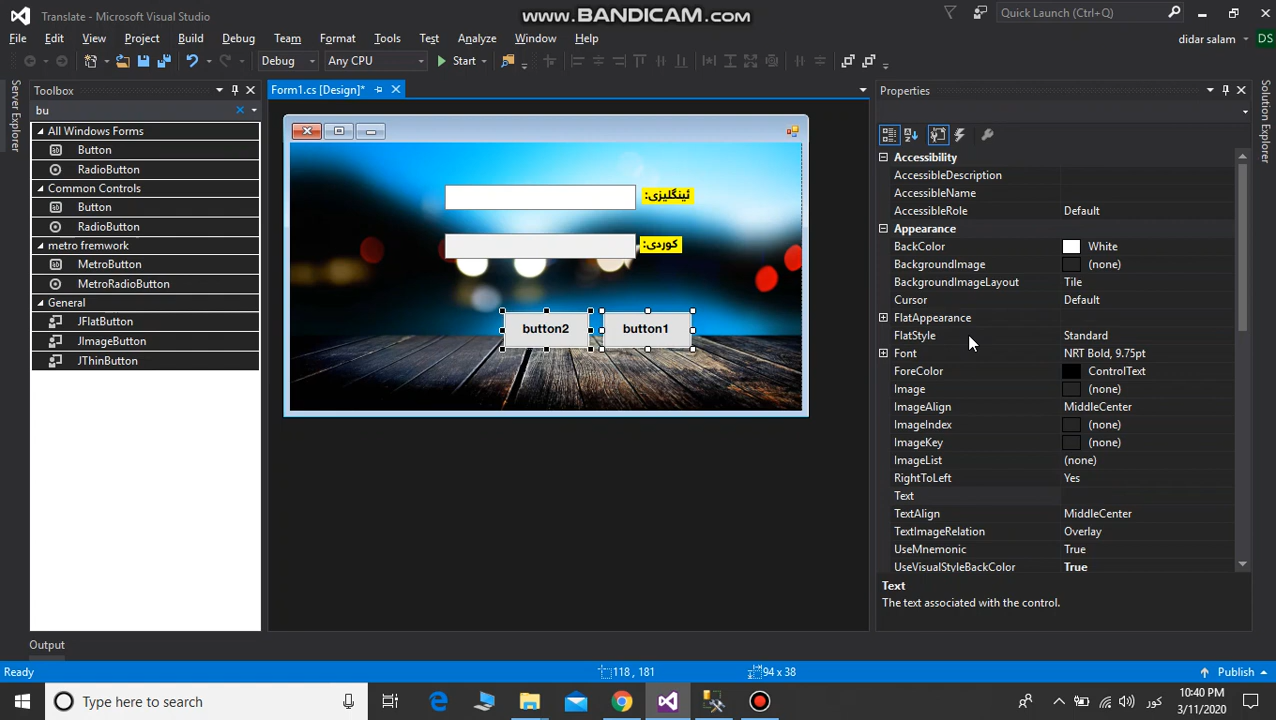 Translate - Microsoft Visual Studio
www.BANDICAM.com
Quick Launch (Ctrl+Q)
File Edit View Project Build Debug Team Format Tools Test Analyze Window Help
didar salam
DS
Debug
Any CPU
Start
Server Explorer
Toolbox
bu
All Windows Forms
Button
RadioButton
Common Controls
Button
RadioButton
metro fremwork
MetroButton
MetroRadioButton
General
JFlatButton
JImageButton
JThinButton
Form1.cs [Design]*
ئینگلیزی:
کوردی:
button2
button1
Properties
Accessibility
AccessibleDescription
AccessibleName
AccessibleRole Default
Appearance
BackColor White
BackgroundImage (none)
BackgroundImageLayout Tile
Cursor Default
FlatAppearance
FlatStyle Standard
Font NRT Bold, 9.75pt
ForeColor ControlText
Image (none)
ImageAlign MiddleCenter
ImageIndex (none)
ImageKey (none)
ImageList (none)
RightToLeft Yes
Text
TextAlign MiddleCenter
TextImageRelation Overlay
UseMnemonic True
UseVisualStyleBackColor True
Text
The text associated with the control.
Solution Explorer
Output
Ready
118 , 181
94 x 38
Publish
Type here to search
کور
10:40 PM
3/11/2020